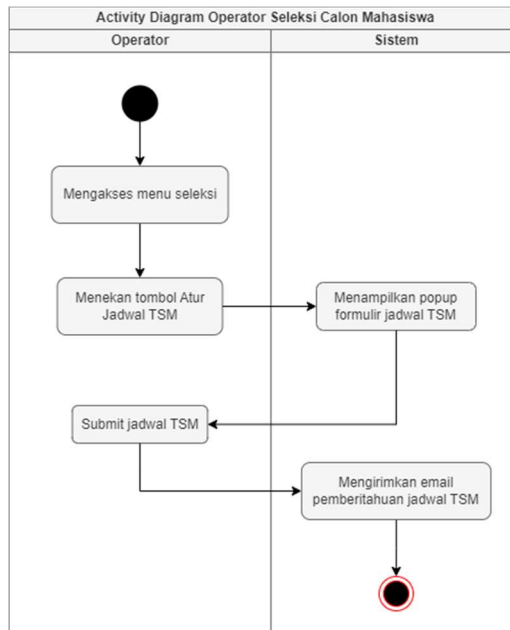 Activity Diagram Operator Seleksi Calon Mahasiswa
Operator
Sistem
Mengakses menu seleksi
Menekan tombol Atur
Jadwal TSM
Menampilkan popup
formulir jadwal TSM
Submit jadwal TSM
Mengirimkan email
pemberitahuan jadwal TSM